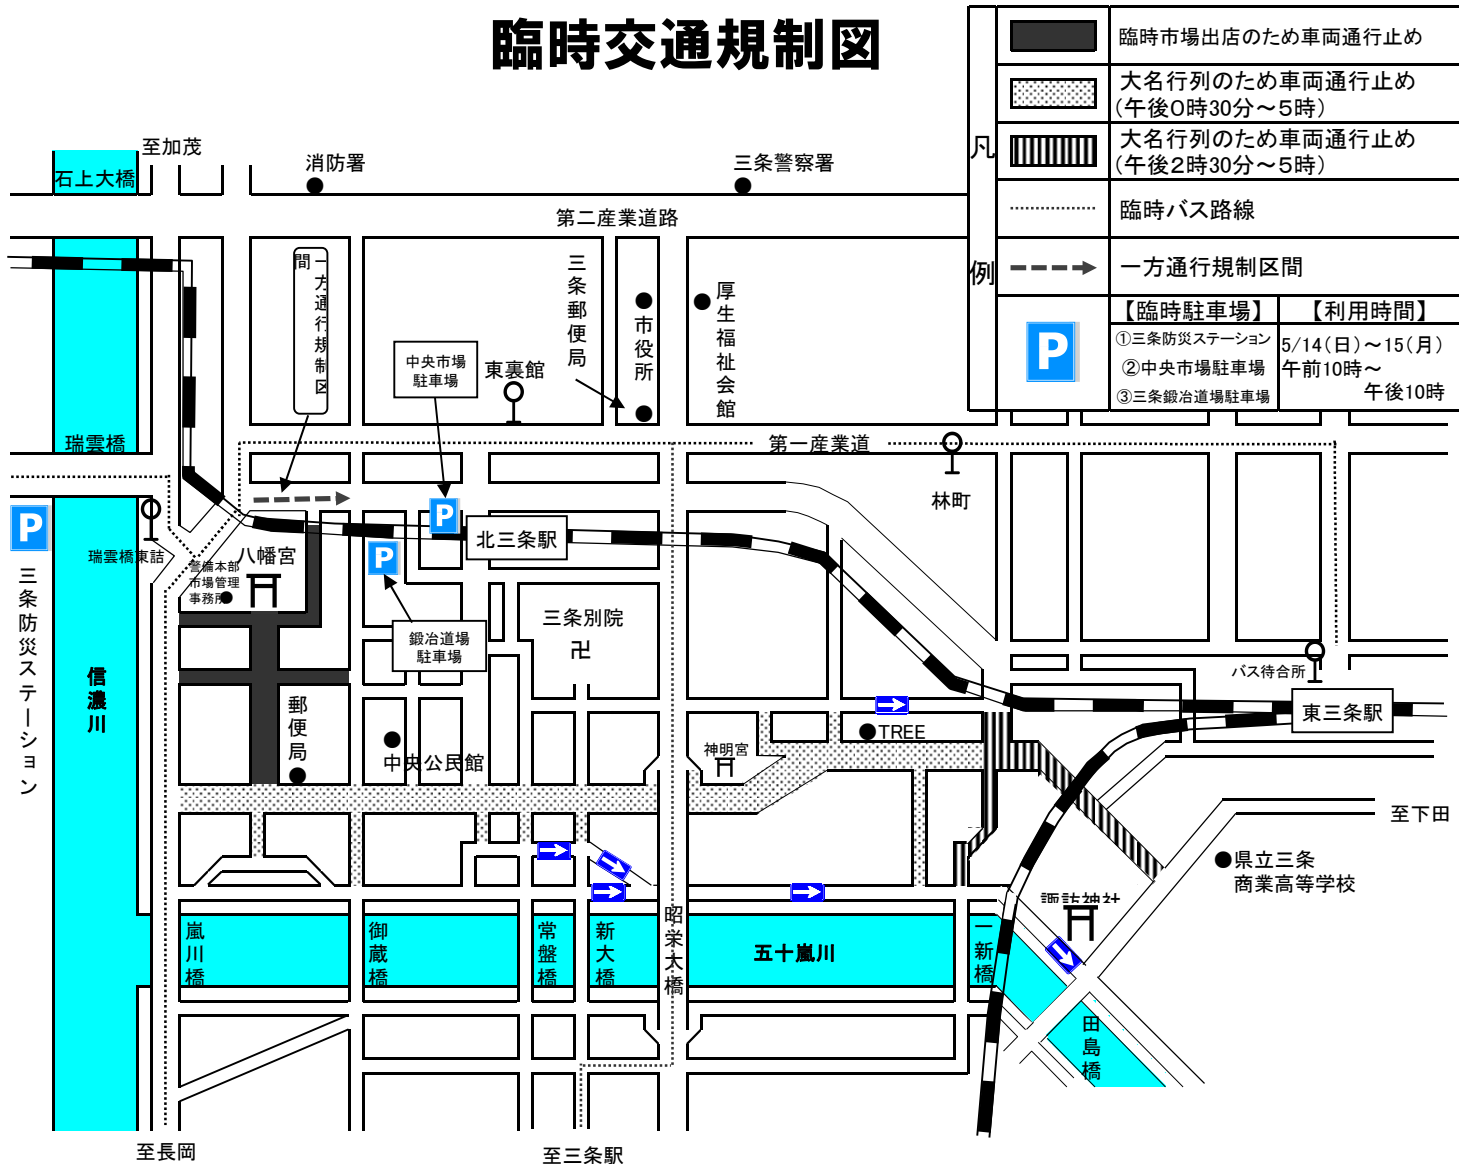 臨時交通規制図
凡例
臨時市場出店のため車両通行止め
大名行列のため車両通行止め
(午後0時30分～5時)
大名行列のため車両通行止め
(午後2時30分～5時)
臨時バス路線
一方通行規制区間
P
【臨時駐車場】
【利用時間】
①三条防災ステーション
②中央市場駐車場
③三条鍛冶道場駐車場
5/14(日)～15(月)
午前10時～
午後10時
至加茂
石上大橋
消防署
三条警察署
第二産業道路
一方通行規制区間
三条郵便局
市役所
厚生福祉会館
中央市場
駐車場
東裏館
瑞雲橋
第一産業道
林町
P
P
P
北三条駅
瑞雲橋東詰
八幡宮
警備本部
市場管理
事務所
三条防災ステーション
鍛冶道場
駐車場
三条別院
卍
バス待合所
東三条駅
信濃川
郵便局
中央公民館
神明宮
TREE
至下田
県立三条
商業高等学校
諏訪神社
嵐川橋
御蔵橋
常盤橋
新大橋
昭栄大橋
五十嵐川
一新橋
田島橋
至長岡
至三条駅